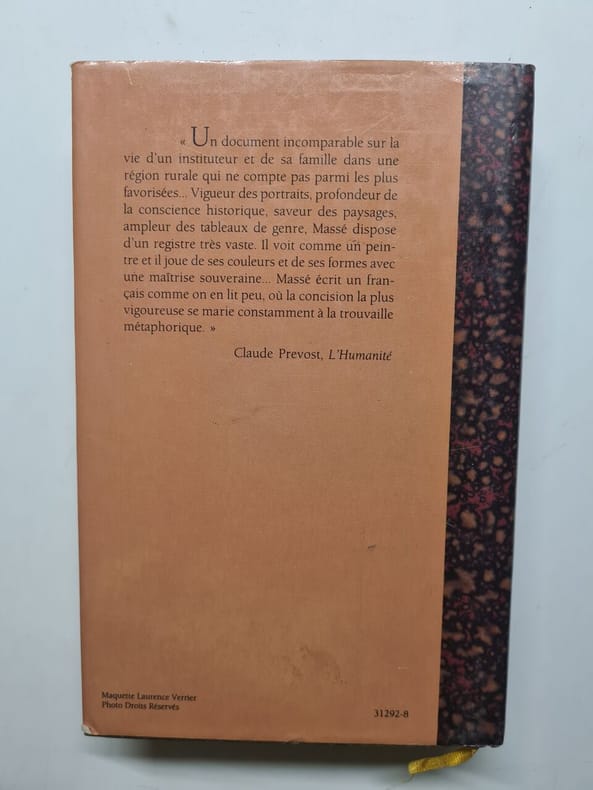 « Un document incomparable sur la
vie d'un instituteur et de sa famille dans une
région rurale qui ne compte pas parmi les plus
favorisées... Vigueur des portraits, profondeur de
la conscience historique, saveur des paysages,
ampleur des tableaux de genre, Massé dispose
d'un registre très vaste. Il voit comme un pein-
tre et il joue de ses couleurs et de ses formes avec
une maîtrise souveraine... Massé écrit un fran-
çais comme on en lit peu, où la concision la plus
vigoureuse se marie constamment à la trouvaille
métaphorique. »
Claude Prevost, L'Humanité
Maquette Laurence Verrier
Photo Droits Réservés
31292-8